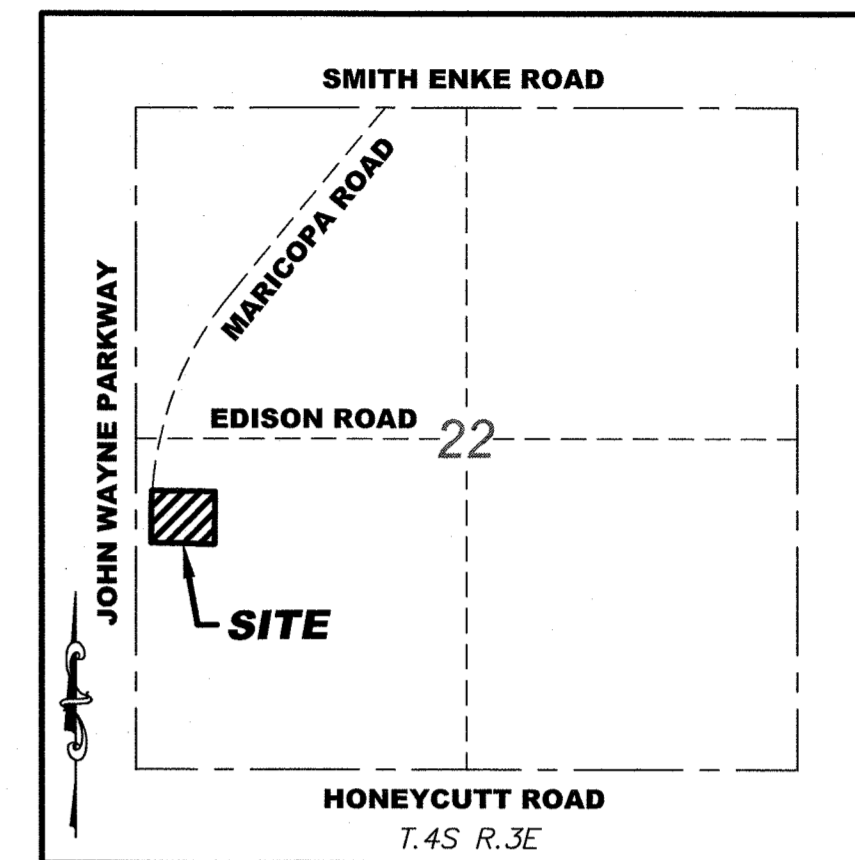 SMITH ENKE ROAD
MARICOPA ROAD
JOHN WAYNE PARKWAY
EDISON ROAD
22
SITE
HONEYCUTT ROAD
T.4S R.3E